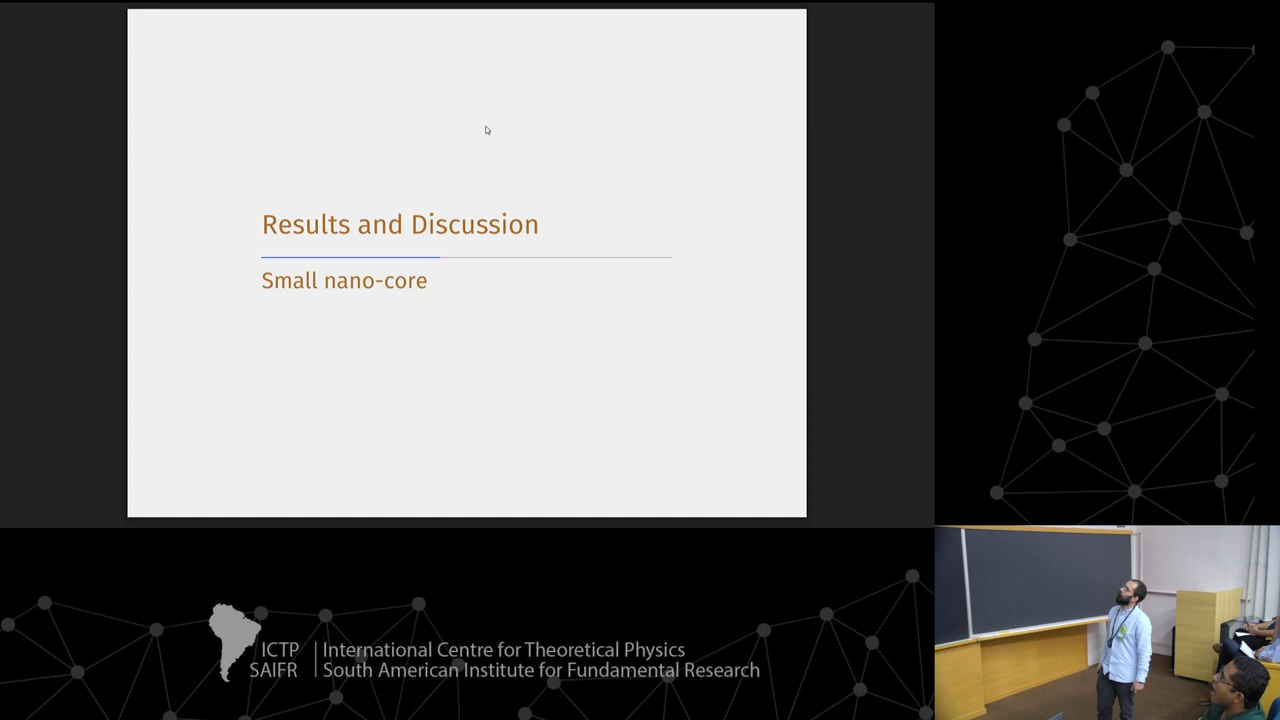 Results and Discussion
Small nano-core
ICTP
SAIFR
International Centre for Theoretical Physics
South American Institute for Fundamental Research